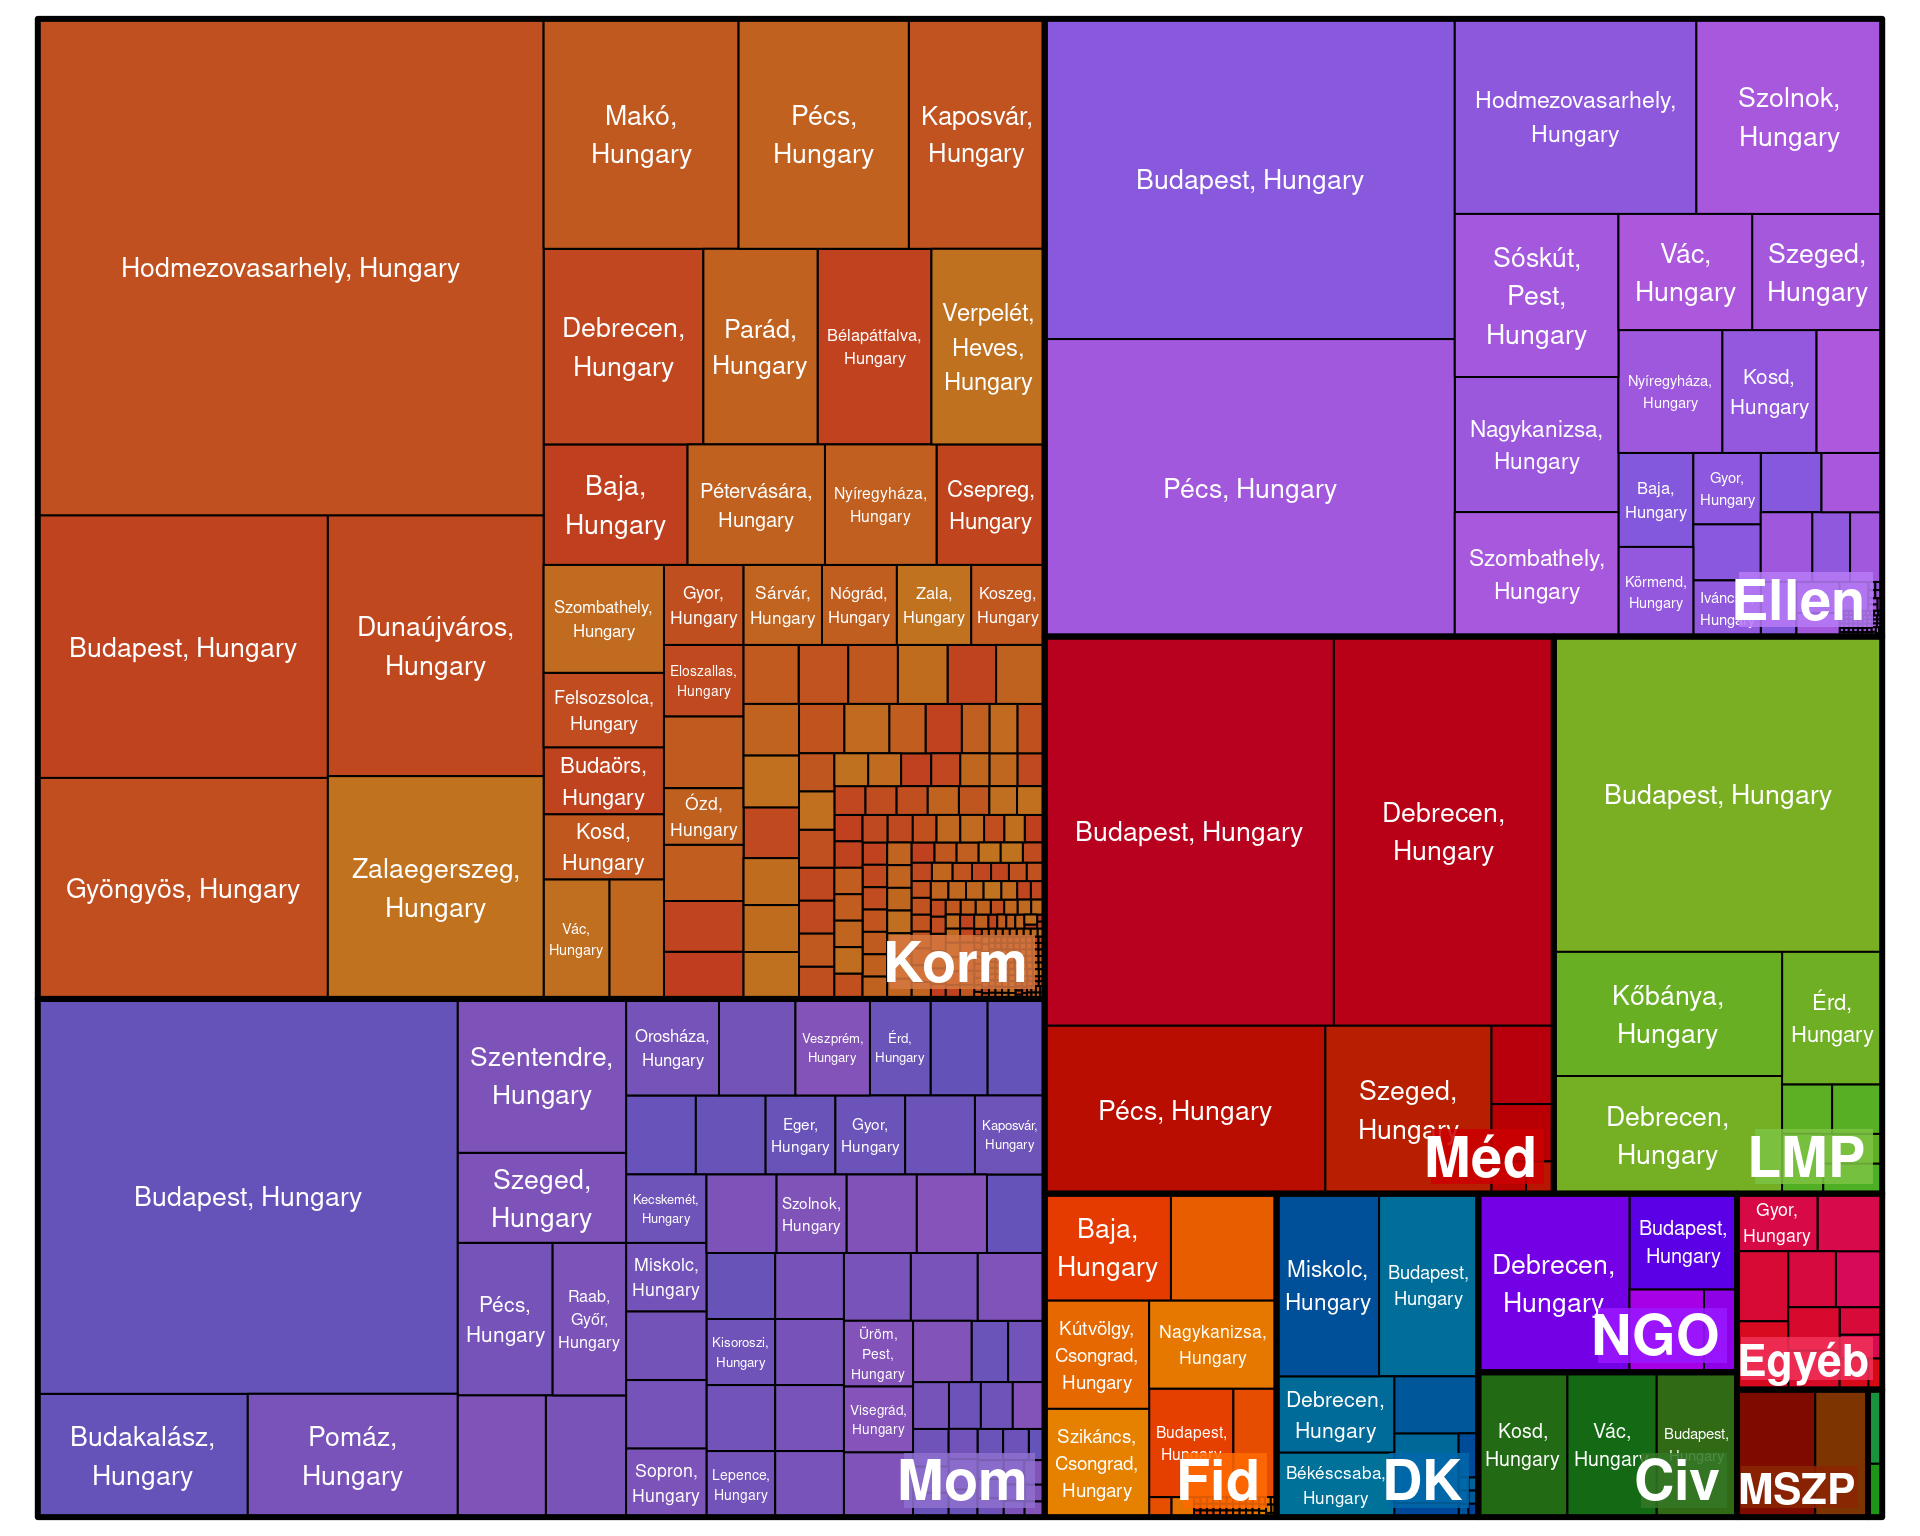 Hodmezovasarhely, Hungary
Makó,
Hungary
Pécs,
Hungary
Kaposvár,
Hungary
Debrecen,
Hungary
Parád,
Hungary
Bélapátfalva,
Hungary
Verpelét,
Heves,
Hungary
Baja,
Hungary
Pétervására,
Hungary
Nyíregyháza,
Hungary
Csepreg,
Hungary
Budapest, Hungary
Dunaújváros,
Hungary
Gyöngyös, Hungary
Zalaegerszeg,
Hungary
Szombathely,
Hungary
Gyor,
Hungary
Sárvár,
Hungary
Nógrád,
Hungary
Zala,
Hungary
Koszeg,
Hungary
Felsozsolca,
Hungary
Eloszallas,
Hungary
Budaörs,
Hungary
Ózd,
Hungary
Kosd,
Hungary
Vác,
Hungary
Korm
Budapest, Hungary
Hodmezovasarhely,
Hungary
Szolnok,
Hungary
Sóskút,
Pest,
Hungary
Vác,
Hungary
Szeged,
Hungary
Pécs, Hungary
Nyíregyháza,
Hungary
Kosd,
Hungary
Nagykanizsa,
Hungary
Baja,
Hungary
Gyor,
Hungary
Szombathely,
Hungary
Körmend,
Hungary
Ivánc
Hungary
Ellen
Budapest, Hungary
Szentendre,
Hungary
Szeged,
Hungary
Pécs,
Hungary
Raab,
Győr,
Hungary
Budakalász,
Hungary
Pomáz,
Hungary
Orosháza,
Hungary
Veszprém,
Hungary
Érd,
Hungary
Eger,
Hungary
Gyor,
Hungary
Kaposvár,
Hungary
Kecskemét,
Hungary
Szolnok,
Hungary
Miskolc,
Hungary
Kisoroszi,
Hungary
Üröm,
Pest,
Hungary
Visegrád,
Hungary
Sopron,
Hungary
Lepence,
Hungary
Mom
Budapest, Hungary
Debrecen,
Hungary
Pécs, Hungary
Szeged,
Hungary
Méd
Budapest, Hungary
Kőbánya,
Hungary
Érd,
Hungary
Debrecen,
Hungary
LMP
Baja,
Hungary
Kútvölgy,
Csongrad,
Hungary
Nagykanizsa,
Hungary
Szikáncs,
Csongrad,
Hungary
Budapest,
Hungary
Fid
Miskolc,
Hungary
Budapest,
Hungary
Debrecen,
Hungary
Békéscsaba,
Hungary
DK
Debrecen,
Hungary
Budapest,
Hungary
NGO
Gyor,
Hungary
Egyéb
Kosd,
Hungary
Vác,
Hungary
Budapest,
Hungary
Civ
MSZP